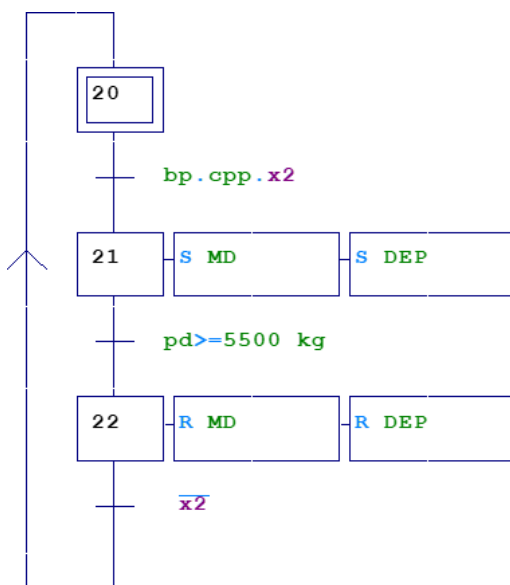 20
bp.cpp.x2
21 S MD S DEP
pd>=5500 kg
22 R MD R DEP
x2̅